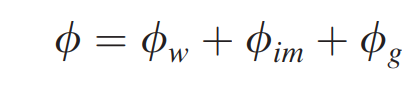 ϕ = ϕ_w + ϕ_im + ϕ_g